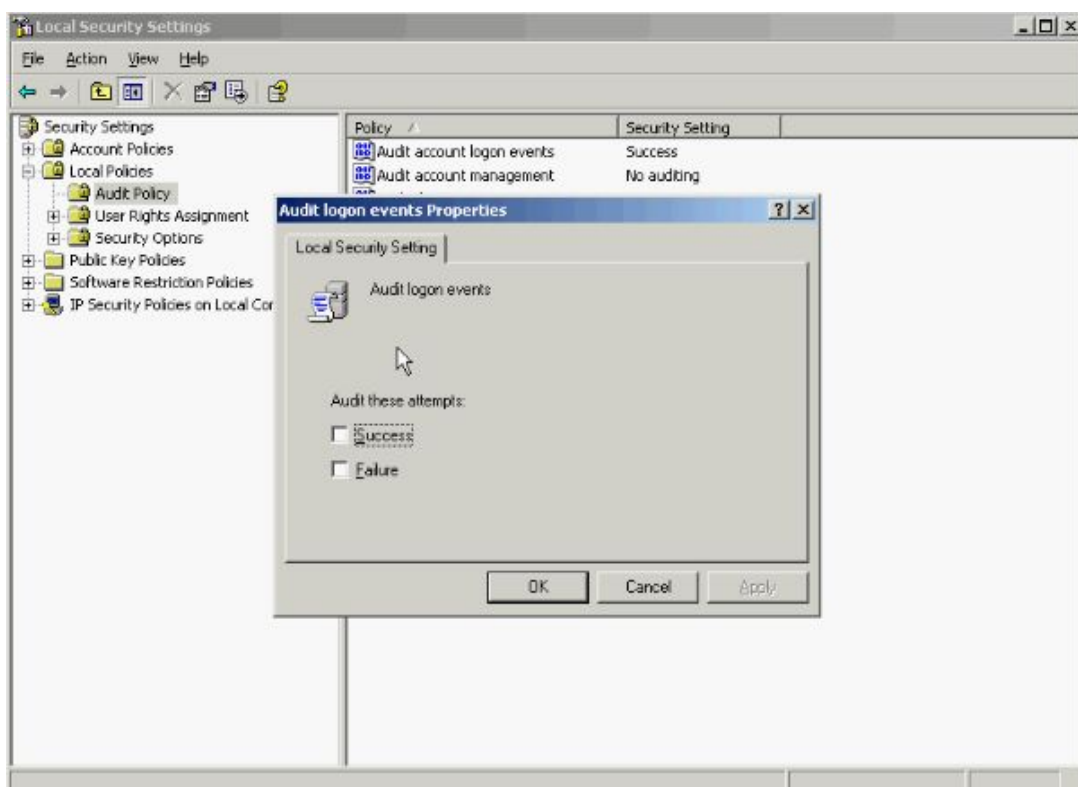 Local Security Settings
File Action View Help
Security Settings
Account Policies
Local Policies
Audit Policy
User Rights Assignment
Security Options
Public Key Policies
Software Restriction Policies
IP Security Policies on Local Cor
Policy Security Setting
Audit account logon events Success
Audit account management No auditing
Audit logon events Properties
Local Security Setting
Audit logon events
Audit these attempts:
Success
Failure
OK Cancel Apply